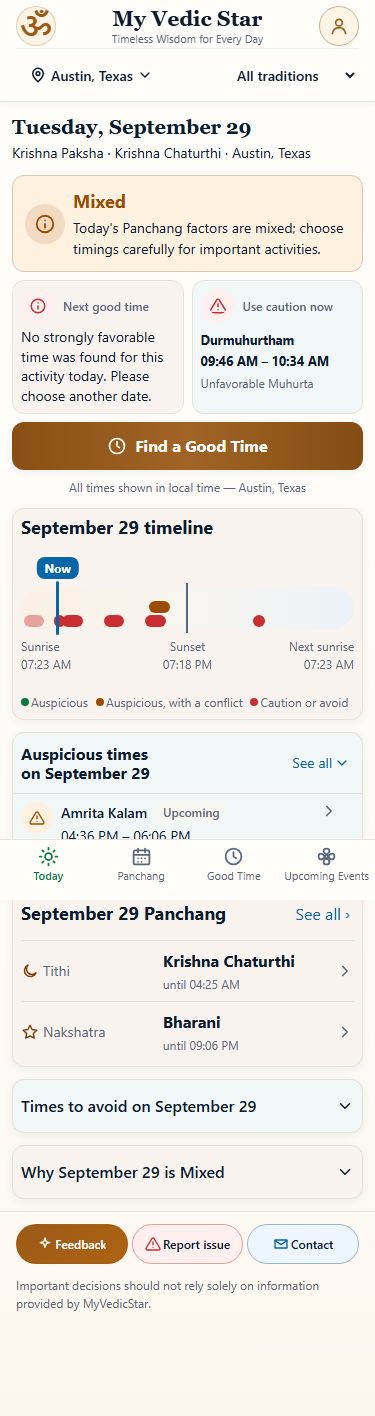 ॐ
My Vedic Star
Timeless Wisdom for Every Day
Austin, Texas
All traditions
Tuesday, September 29
Krishna Paksha · Krishna Chaturthi · Austin, Texas
Mixed
Today's Panchang factors are mixed; choose
timings carefully for important activities.
Next good time
No strongly favorable
time was found for this
activity today. Please
choose another date.
Use caution now
Durmuhurtham
09:46 AM – 10:34 AM
Unfavorable Muhurta
Find a Good Time
All times shown in local time — Austin, Texas
September 29 timeline
Now
Sunrise
07:23 AM
Sunset
07:18 PM
Next sunrise
07:23 AM
Auspicious
Auspicious, with a conflict
Caution or avoid
Auspicious times
on September 29
See all
Amrita Kalam
Upcoming
04:36 PM – 06:06 PM
Today
Panchang
Good Time
Upcoming Events
September 29 Panchang
See all ›
Tithi
Krishna Chaturthi
until 04:25 AM
Nakshatra
Bharani
until 09:06 PM
Times to avoid on September 29
Why September 29 is Mixed
Feedback
Report issue
Contact
Important decisions should not rely solely on information
provided by MyVedicStar.